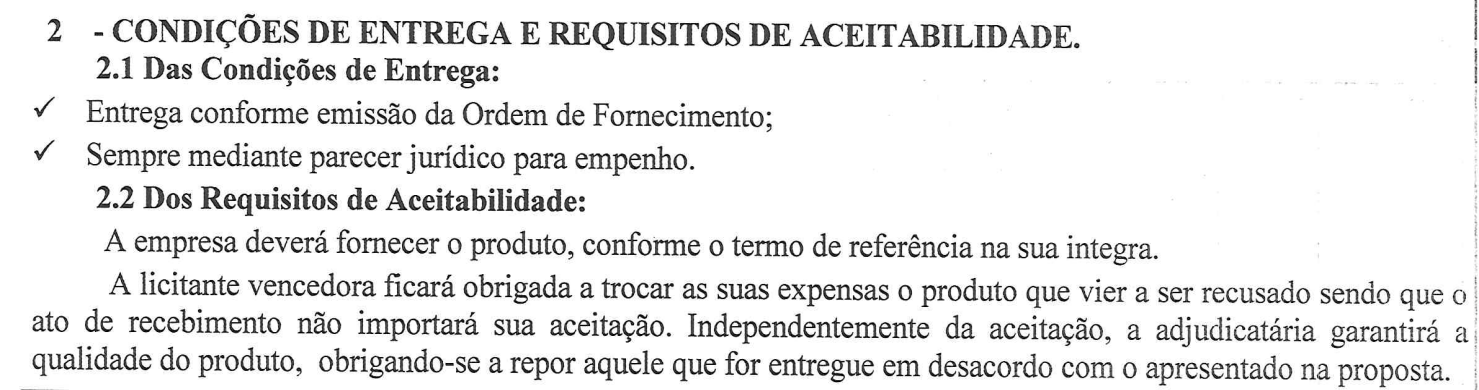 2 - CONDIÇÕES DE ENTREGA E REQUISITOS DE ACEITABILIDADE.
2.1 Das Condições de Entrega:
✓ Entrega conforme emissão da Ordem de Fornecimento;
✓ Sempre mediante parecer jurídico para empenho.
2.2 Dos Requisitos de Aceitabilidade:
A empresa deverá fornecer o produto, conforme o termo de referência na sua integra.
A licitante vencedora ficará obrigada a trocar as suas expensas o produto que vier a ser recusado sendo que o
ato de recebimento não importará sua aceitação. Independentemente da aceitação, a adjudicatária garantirá a
qualidade do produto, obrigando-se a repor aquele que for entregue em desacordo com o apresentado na proposta.